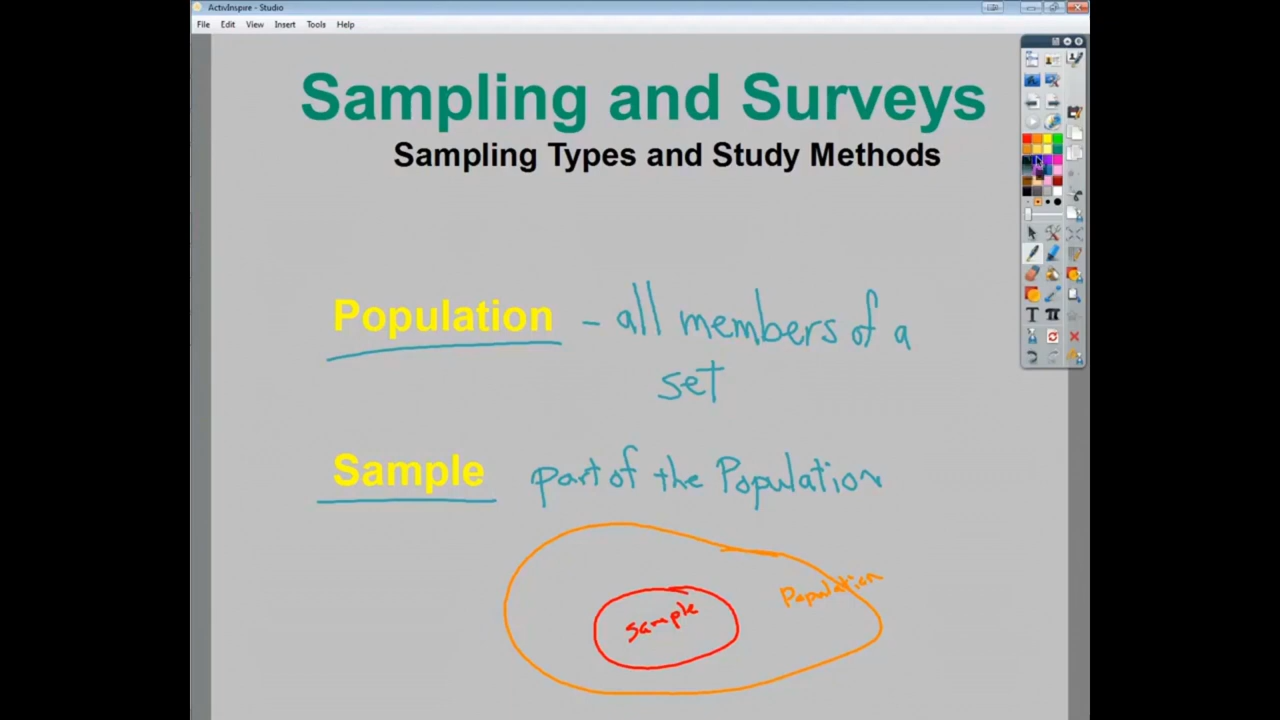 ActivInspire - Studio
File Edit View Insert Tools Help
Sampling and Surveys
Sampling Types and Study Methods
Population - all members of a
set
Sample part of the Population
Population
Sample